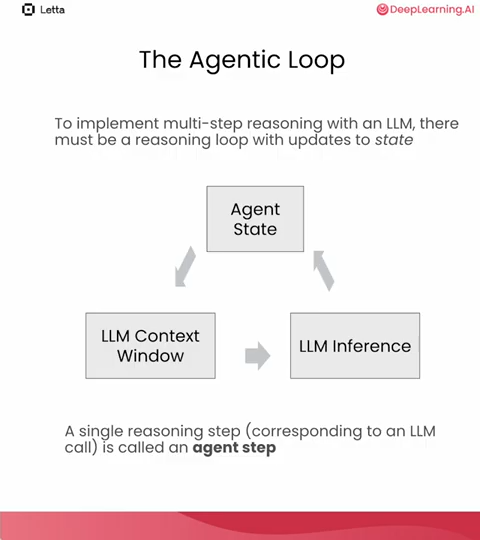 Letta
DeepLearning.AI
The Agentic Loop
To implement multi-step reasoning with an LLM, there
must be a reasoning loop with updates to state
Agent
State
LLM Context
Window
LLM Inference
A single reasoning step (corresponding to an LLM
call) is called an agent step